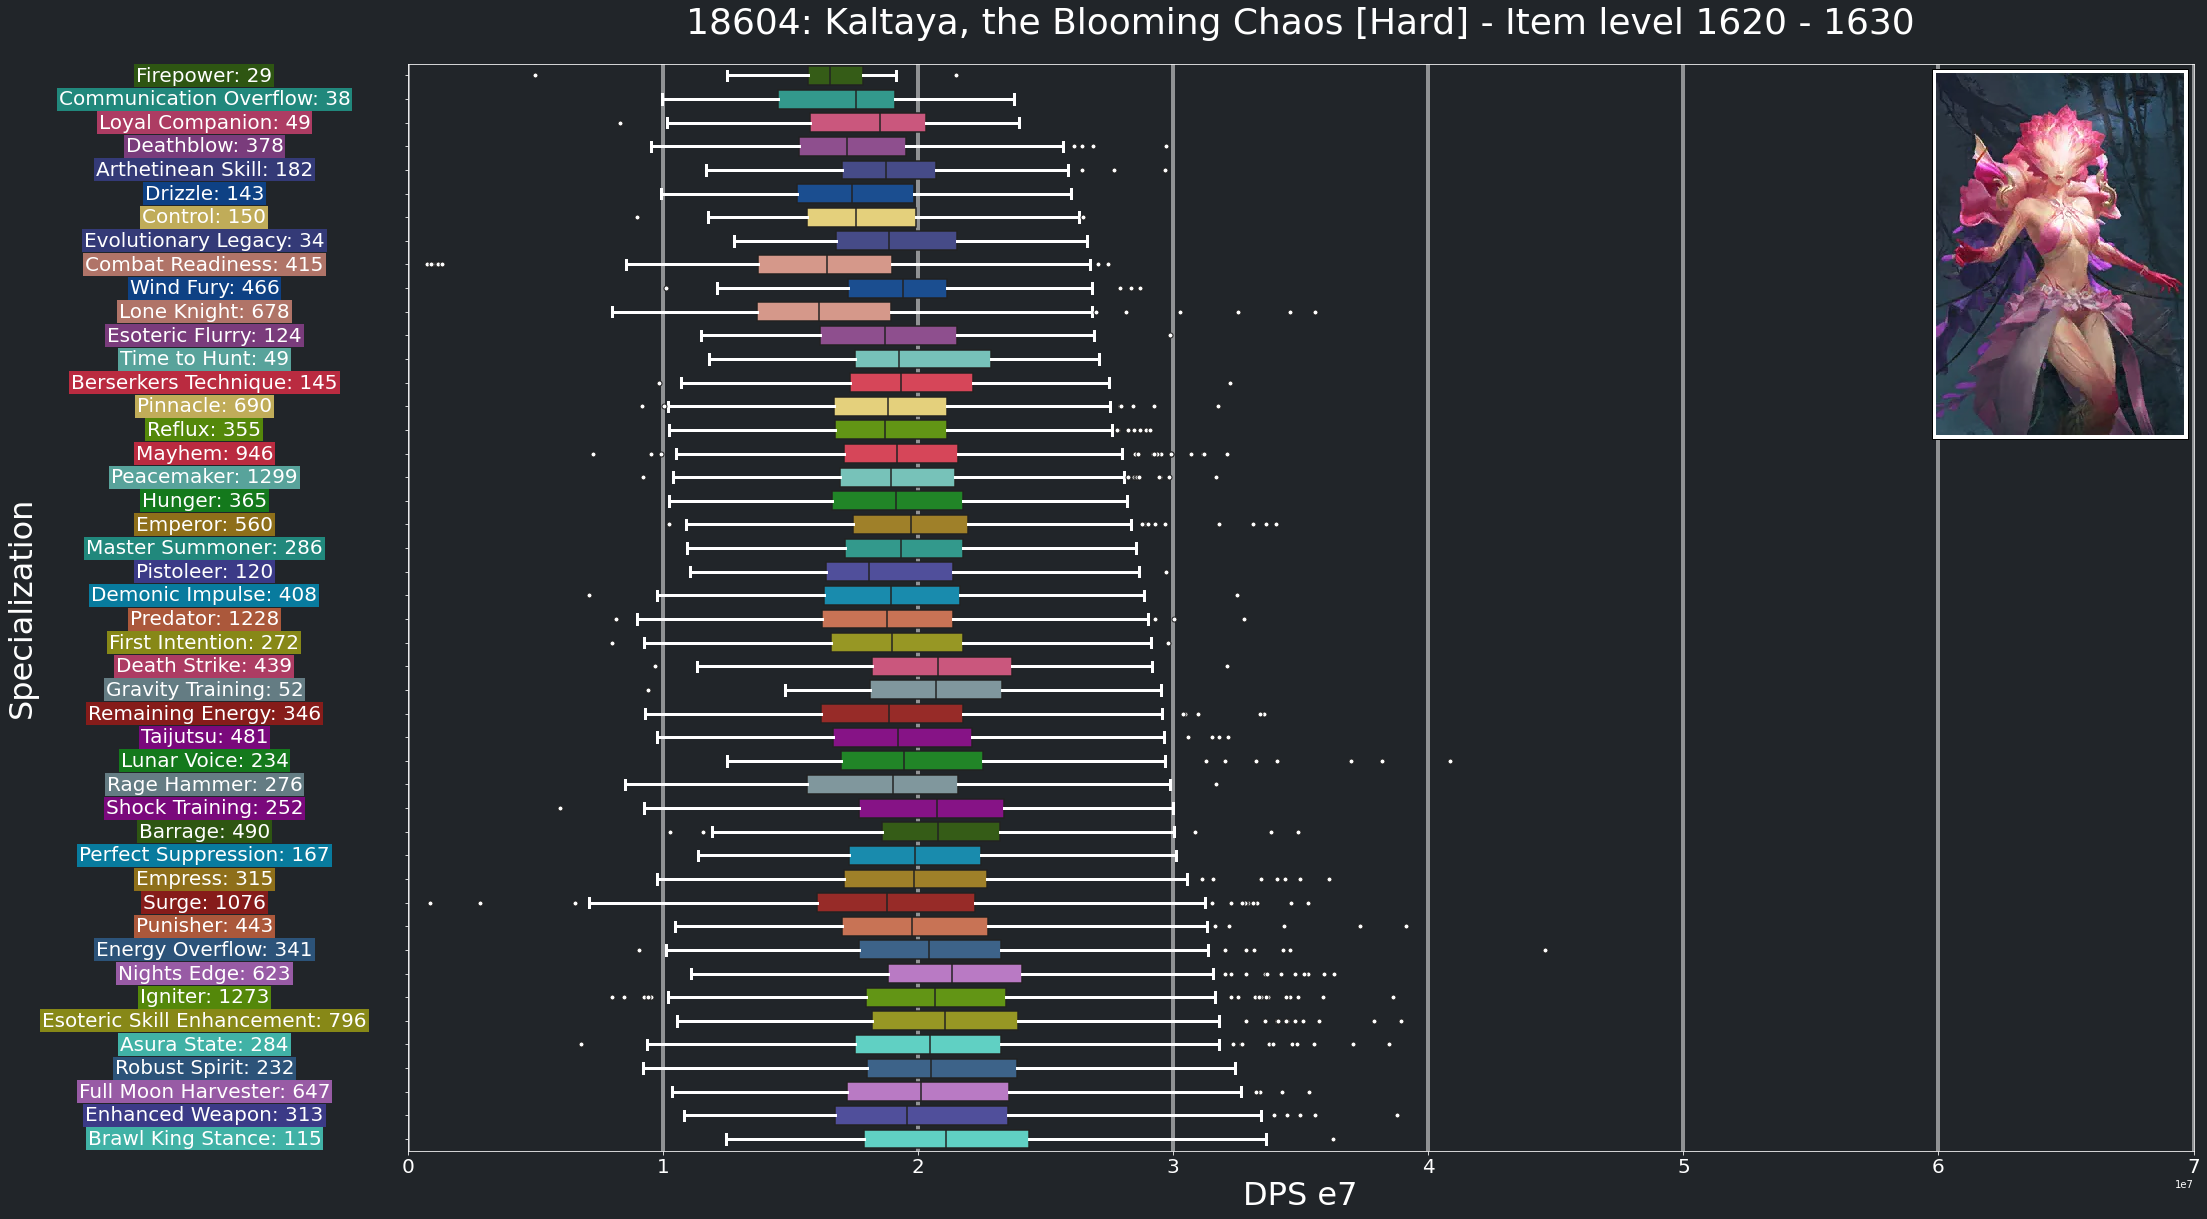 18604: Kaltaya, the Blooming Chaos [Hard] - Item level 1620 - 1630
Specialization
Firepower: 29
Communication Overflow: 38
Loyal Companion: 49
Deathblow: 378
Arthetinean Skill: 182
Drizzle: 143
Control: 150
Evolutionary Legacy: 34
Combat Readiness: 415
Wind Fury: 466
Lone Knight: 678
Esoteric Flurry: 124
Time to Hunt: 49
Berserkers Technique: 145
Pinnacle: 690
Reflux: 355
Mayhem: 946
Peacemaker: 1299
Hunger: 365
Emperor: 560
Master Summoner: 286
Pistoleer: 120
Demonic Impulse: 408
Predator: 1228
First Intention: 272
Death Strike: 439
Gravity Training: 52
Remaining Energy: 346
Taijutsu: 481
Lunar Voice: 234
Rage Hammer: 276
Shock Training: 252
Barrage: 490
Perfect Suppression: 167
Empress: 315
Surge: 1076
Punisher: 443
Energy Overflow: 341
Nights Edge: 623
Igniter: 1273
Esoteric Skill Enhancement: 796
Asura State: 284
Robust Spirit: 232
Full Moon Harvester: 647
Enhanced Weapon: 313
Brawl King Stance: 115
0 1 2 3 4 5 6 7
1e7
DPS e7